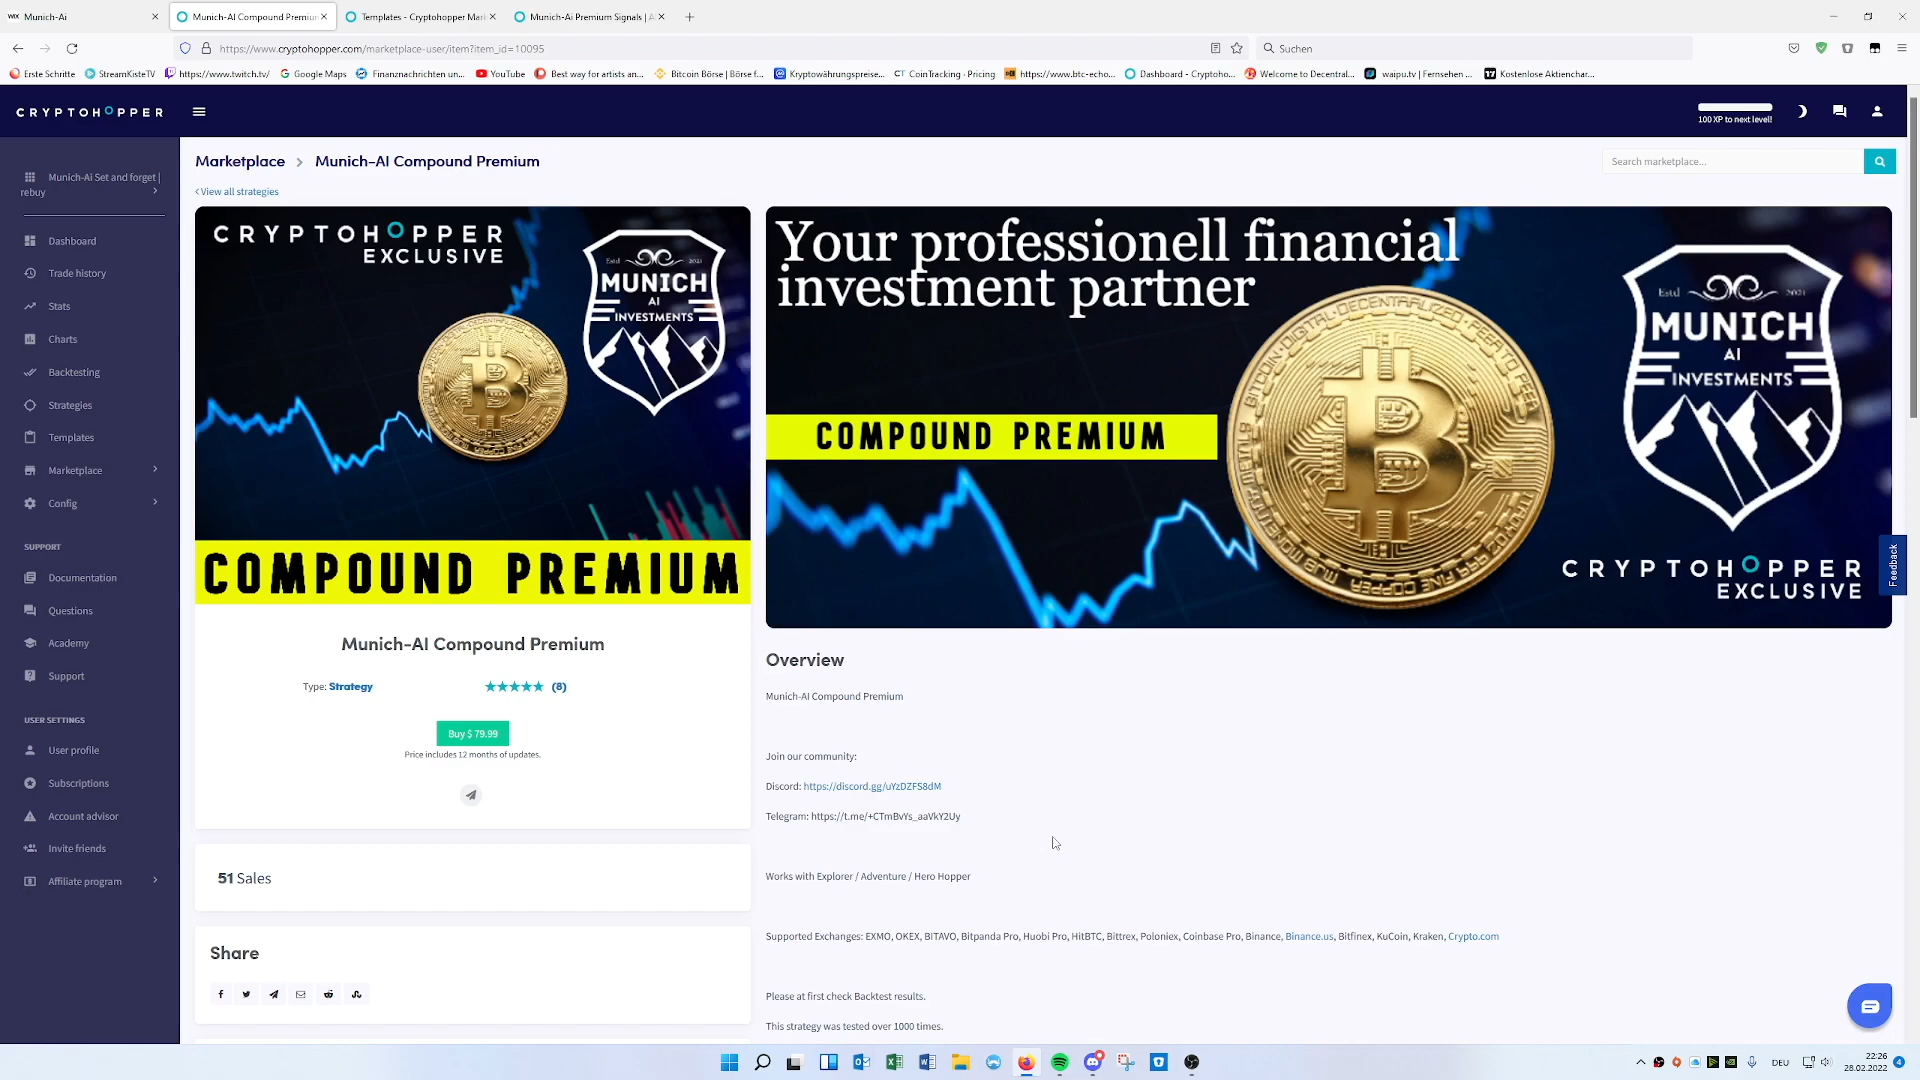 Munich-Ai
Munich-AI Compound Premium
Templates - Cryptohopper Mar
Munich-Ai Premium Signals | A
https://www.cryptohopper.com/marketplace-user/item?item_id=10095
Suchen
Erste Schritte
StreamKisteTV
https://www.twitch.tv/
Google Maps
Finanznachrichten un...
YouTube
Best way for artists an...
Bitcoin Börse | Börse f...
Kryptowährungspreise...
CoinTracking · Pricing
https://www.btc-echo...
Dashboard - Cryptoho...
Welcome to Decentral...
waipu.tv | Fernsehen ...
Kostenlose Aktienchar...
CRYPTOHOPPER
100 XP to next level!
Marketplace > Munich-AI Compound Premium
Search marketplace...
View all strategies
Munich-Ai Set and forget |
rebuy
Dashboard
Trade history
Stats
Charts
Backtesting
Strategies
Templates
Marketplace
Config
SUPPORT
Documentation
Questions
Academy
Support
USER SETTINGS
User profile
Subscriptions
Account advisor
Invite friends
Affiliate program
CRYPTOHOPPER
EXCLUSIVE
Estd 2021
MUNICH
AI
INVESTMENTS
COMPOUND PREMIUM
Your professionell financial
investment partner
COMPOUND PREMIUM
Estd 2021
MUNICH
AI
INVESTMENTS
CRYPTOHOPPER
EXCLUSIVE
Feedback
Munich-AI Compound Premium
Type: Strategy
(8)
Buy $ 79.99
Price includes 12 months of updates.
51 Sales
Share
Overview
Munich-AI Compound Premium
Join our community:
Discord: https://discord.gg/uYzDZFS8dM
Telegram: https://t.me/+CTmBvYs_aaVkY2Uy
Works with Explorer / Adventure / Hero Hopper
Supported Exchanges: EXMO, OKEX, BITAVO, Bitpanda Pro, Huobi Pro, HitBTC, Bittrex, Poloniex, Coinbase Pro, Binance, Binance.us, Bitfinex, KuCoin, Kraken, Crypto.com
Please at first check Backtest results.
This strategy was tested over 1000 times.
DEU
22:26
28.02.2022
4